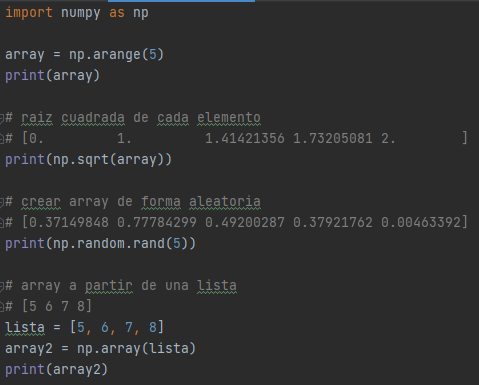 import numpy as np
array = np.arange(5)
print(array)
# raiz cuadrada de cada elemento
# [0.         1.         1.41421356 1.73205081 2.        ]
print(np.sqrt(array))
# crear array de forma aleatoria
# [0.37149848 0.77784299 0.49200287 0.37921762 0.00463392]
print(np.random.rand(5))
# array a partir de una lista
# [5 6 7 8]
lista = [5, 6, 7, 8]
array2 = np.array(lista)
print(array2)